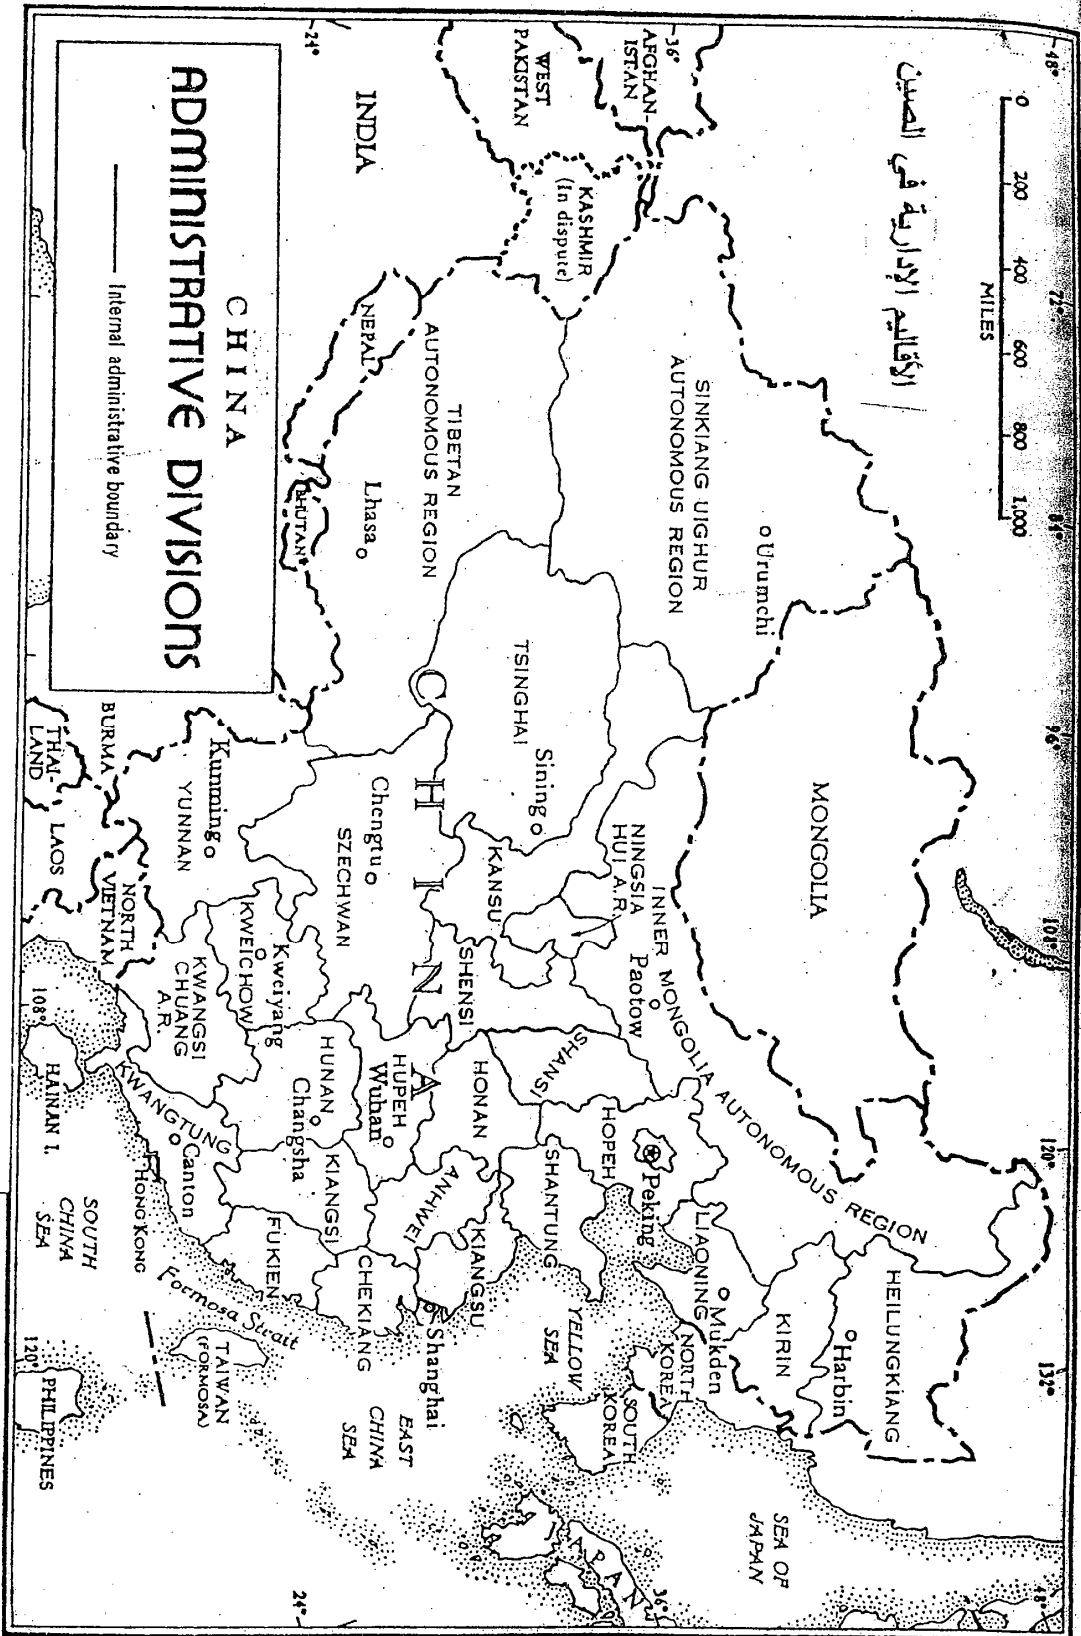 48°
72°
84°
96°
108°
120°
132°
48°
0 200 400 600 800 1,000
MILES
الأقاليم الإدارية في الصين
36°
AFGHAN-
ISTAN
WEST
PAKISTAN
KASHMIR
(In dispute)
SINKIANG UIGHUR
AUTONOMOUS REGION
Urumchi
MONGOLIA
INNER MONGOLIA AUTONOMOUS REGION
HEILUNGKIANG
Harbin
KIRIN
SEA OF
JAPAN
LIAONING
Mukden
NORTH
KOREA
SOUTH
KOREA
JAPAN
36°
Paotow
NINGSIA
HUI A.R.
Peking
HOPEH
SHANSI
SHANTUNG
YELLOW
SEA
TSINGHAI
Sining
KANSU
SHENSI
HONAN
KIANGSU
ANHWEI
Shanghai
TIBETAN
AUTONOMOUS REGION
Lhasa
CHINA
Chengtu
SZECHWAN
HUPEH
Wuhan
CHEKIANG
EAST
CHINA
SEA
24°
INDIA
NEPAL
BHUTAN
HUNAN
Changsha
KIANGSI
FUKIEN
Formosa Strait
TAIWAN
(FORMOSA)
24°
Kweiyang
KWEICHOW
Kunming
YUNNAN
KWANGSI
CHUANG
A.R.
KWANGTUNG
Canton
HONG KONG
BURMA
THAI-
LAND
LAOS
NORTH
VIETNAM
108°
HAINAN I.
SOUTH
CHINA
SEA
120°
PHILIPPINES
CHINA
ADMINISTRATIVE DIVISIONS
Internal administrative boundary